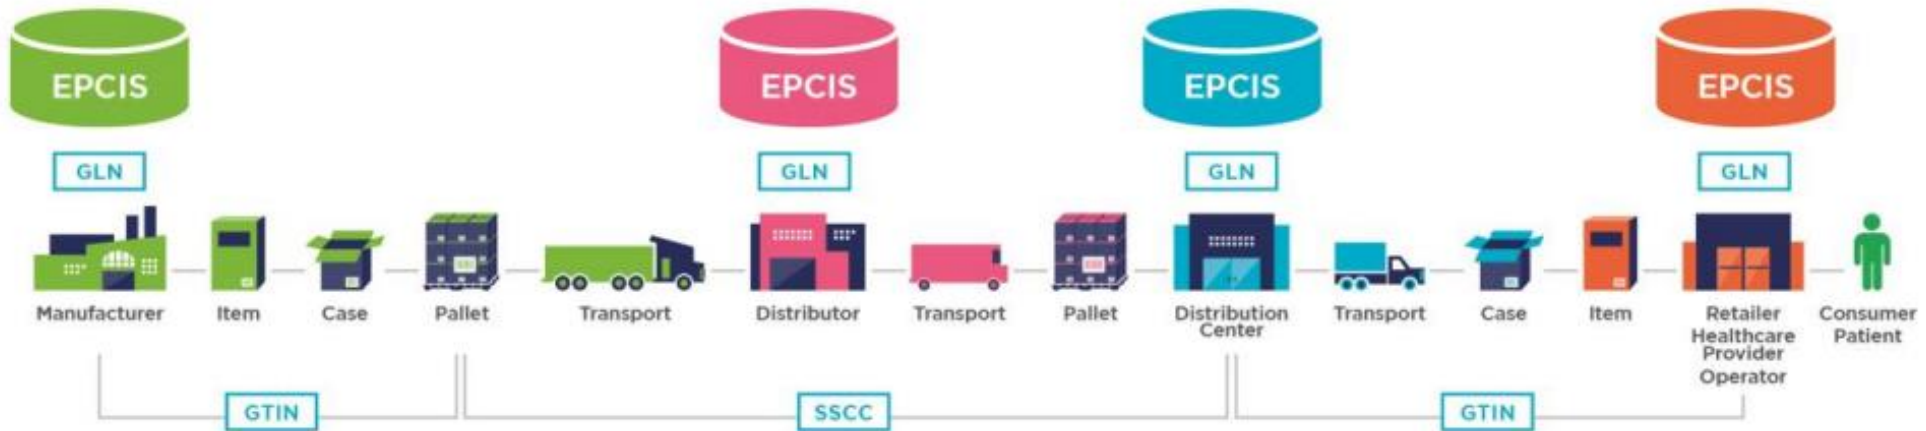 EPCIS EPCIS EPCIS EPCIS
GLN GLN GLN GLN
Manufacturer Item Case Pallet Transport Distributor Transport Pallet Distribution Transport Case Item Retailer Consumer
Center Healthcare Patient
Provider
Operator
GTIN SSCC GTIN